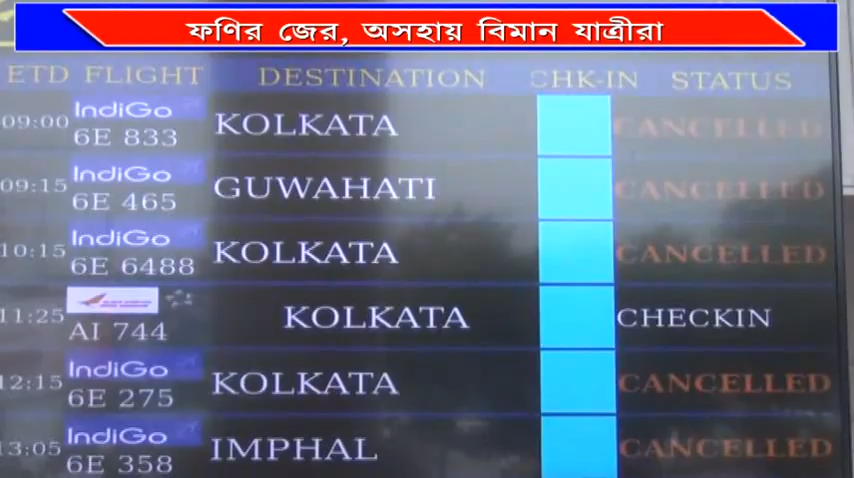 ফণির জের, অসহায় বিমান যাত্রীরা
ETD FLIGHT DESTINATION CHK-IN STATUS
09:00 IndiGo 6E 833 KOLKATA CANCELLED
09:15 IndiGo 6E 465 GUWAHATI CANCELLED
10:15 IndiGo 6E 6488 KOLKATA CANCELLED
11:25 AI 744 KOLKATA CHECKIN
12:15 IndiGo 6E 275 KOLKATA CANCELLED
13:05 IndiGo 6E 358 IMPHAL CANCELLED